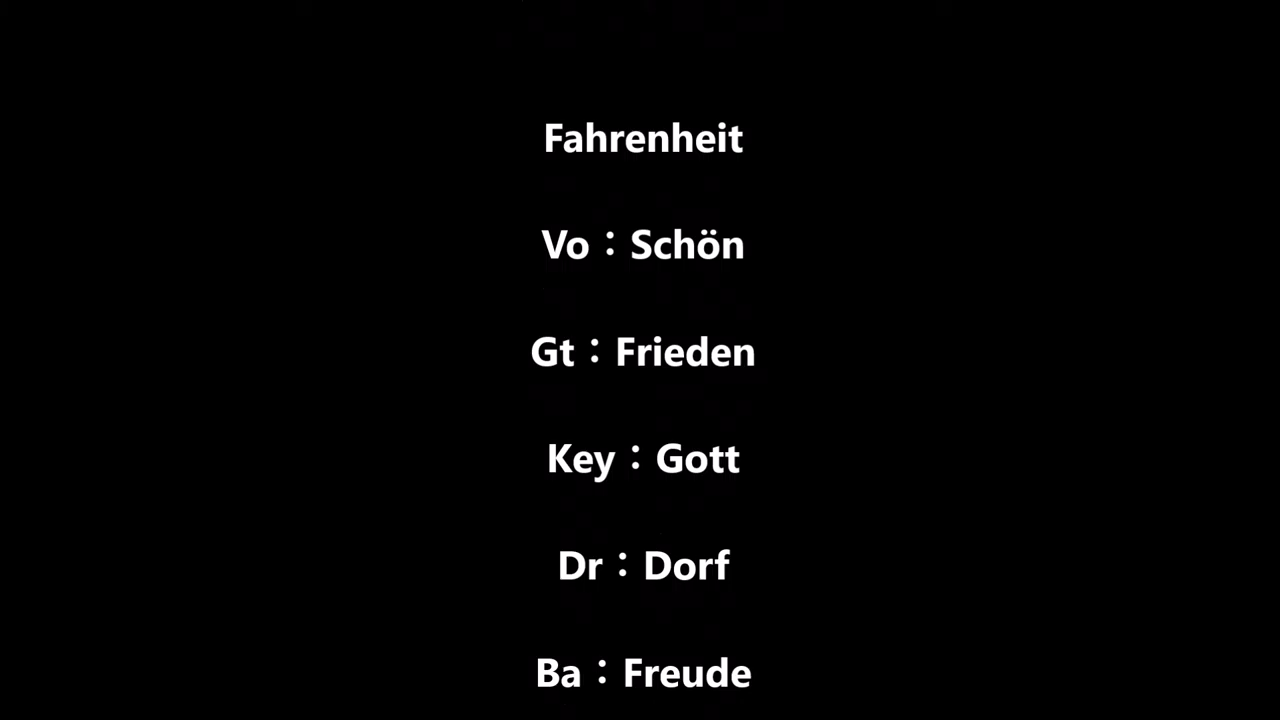 Fahrenheit
Vo：Schön
Gt：Frieden
Key：Gott
Dr：Dorf
Ba：Freude